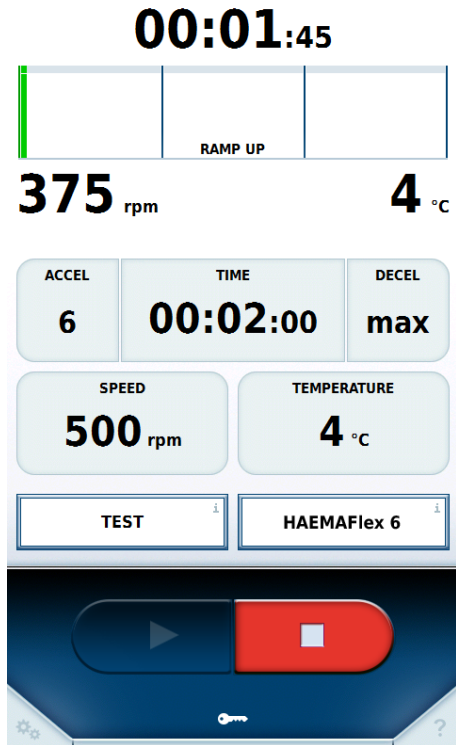 00:01:45
RAMP UP
375 rpm
4 °C
ACCEL
TIME
DECEL
6
00:02:00
max
SPEED
TEMPERATURE
500 rpm
4 °C
TEST i
HAEMAFlex 6 i
?